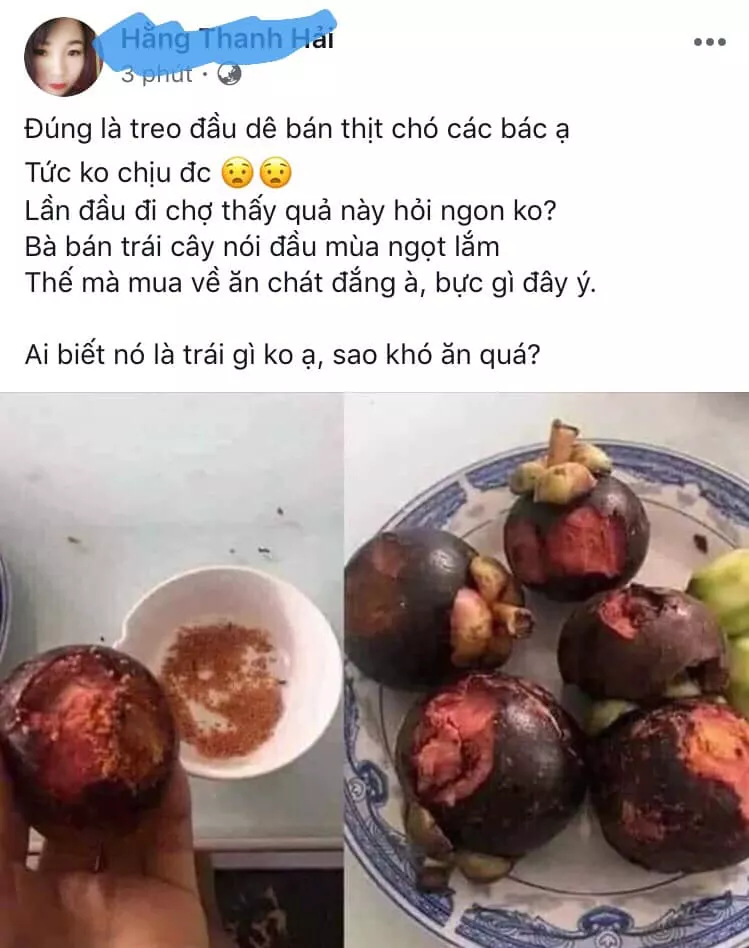 Hằng Thanh Hải
3 phút ·
Đúng là treo đầu dê bán thịt chó các bác ạ
Tức ko chịu đc 😧😧
Lần đầu đi chợ thấy quả này hỏi ngon ko?
Bà bán trái cây nói đầu mùa ngọt lắm
Thế mà mua về ăn chát đắng à, bực gì đây ý.
Ai biết nó là trái gì ko ạ, sao khó ăn quá?